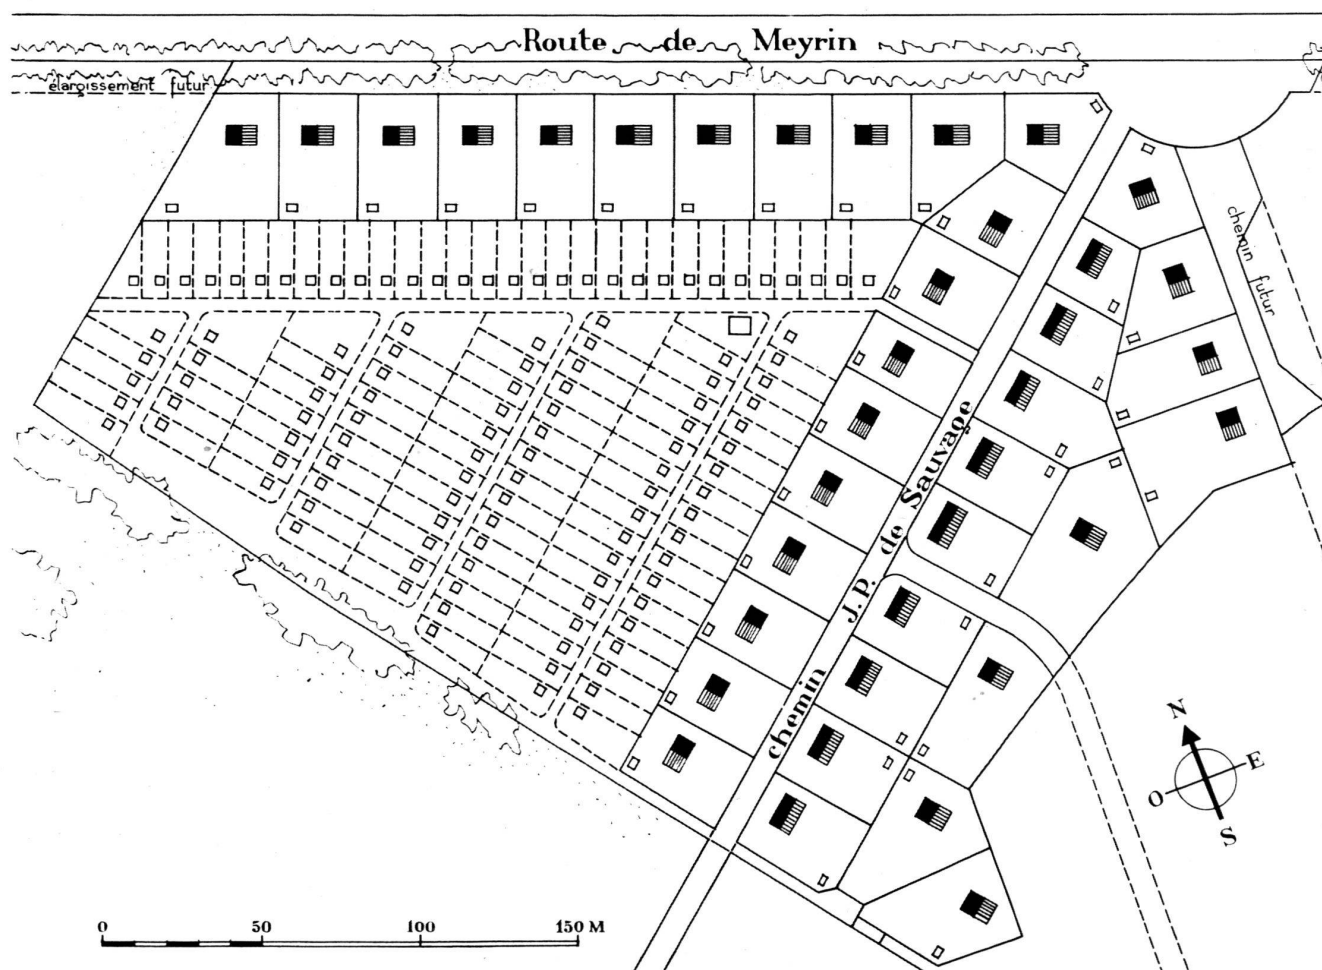 Route de Meyrin
élargissement futur
chemin futur
chemin J. P. de Sauvage
N
E
O
S
0 50 100 150 M